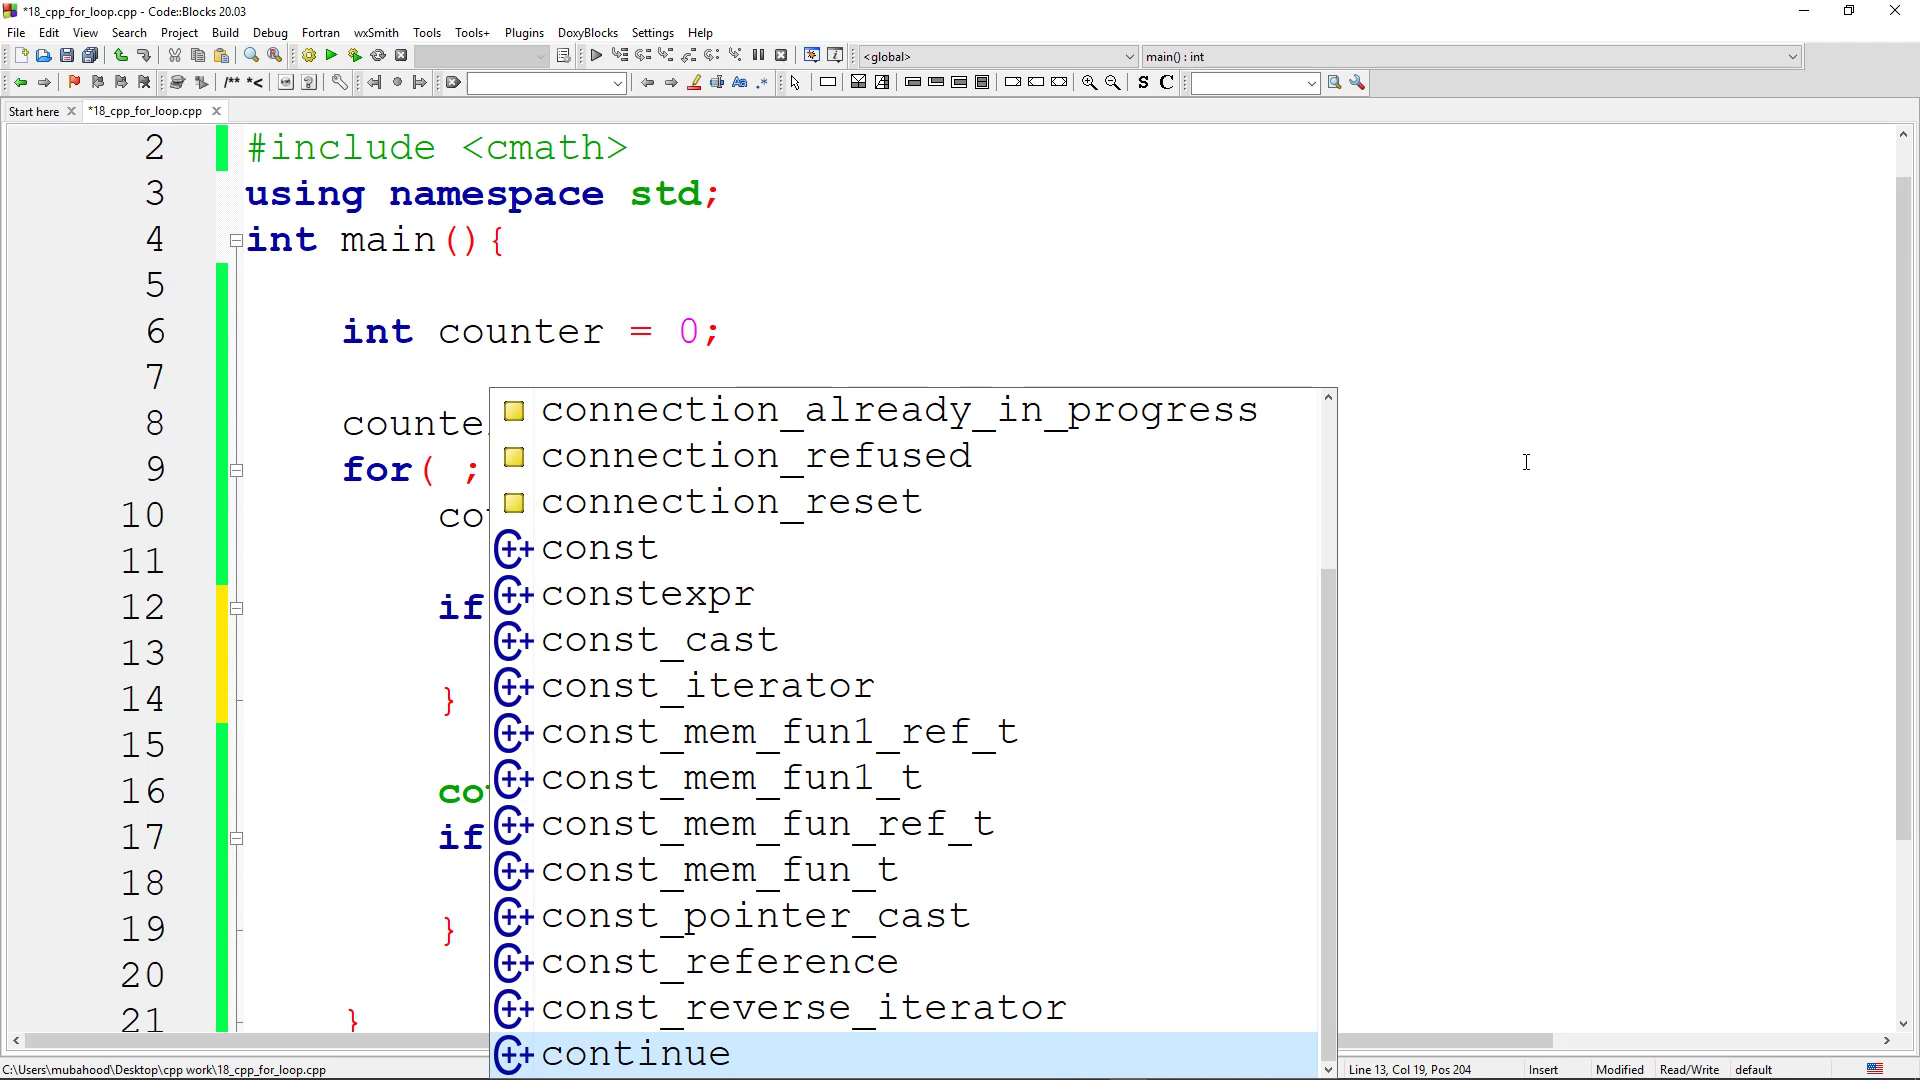 *18_cpp_for_loop.cpp - Code::Blocks 20.03
File Edit View Search Project Build Debug Fortran wxSmith Tools Tools+ Plugins DoxyBlocks Settings Help
<global> main() : int
/** *< Aa .* S C
Start here *18_cpp_for_loop.cpp
2 #include <cmath>
3 using namespace std;
4 int main(){
5
6 int counter = 0;
7
8 counte
9 for( ;
10 co
11
12 if
13
14 }
15
16 co
17 if
18
19 }
20
21 }
connection_already_in_progress
connection_refused
connection_reset
const
constexpr
const_cast
const_iterator
const_mem_fun1_ref_t
const_mem_fun1_t
const_mem_fun_ref_t
const_mem_fun_t
const_pointer_cast
const_reference
const_reverse_iterator
continue
C:\Users\mubahood\Desktop\cpp work\18_cpp_for_loop.cpp Line 13, Col 19, Pos 204 Insert Modified Read/Write default